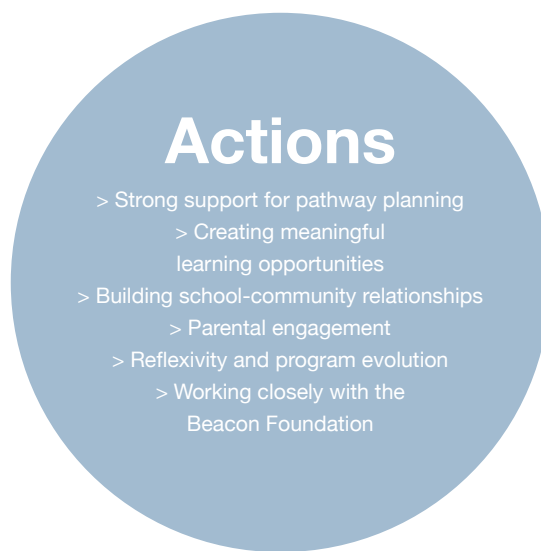 Actions
> Strong support for pathway planning
> Creating meaningful
learning opportunities
> Building school-community relationships
> Parental engagement
> Reflexivity and program evolution
> Working closely with the
Beacon Foundation